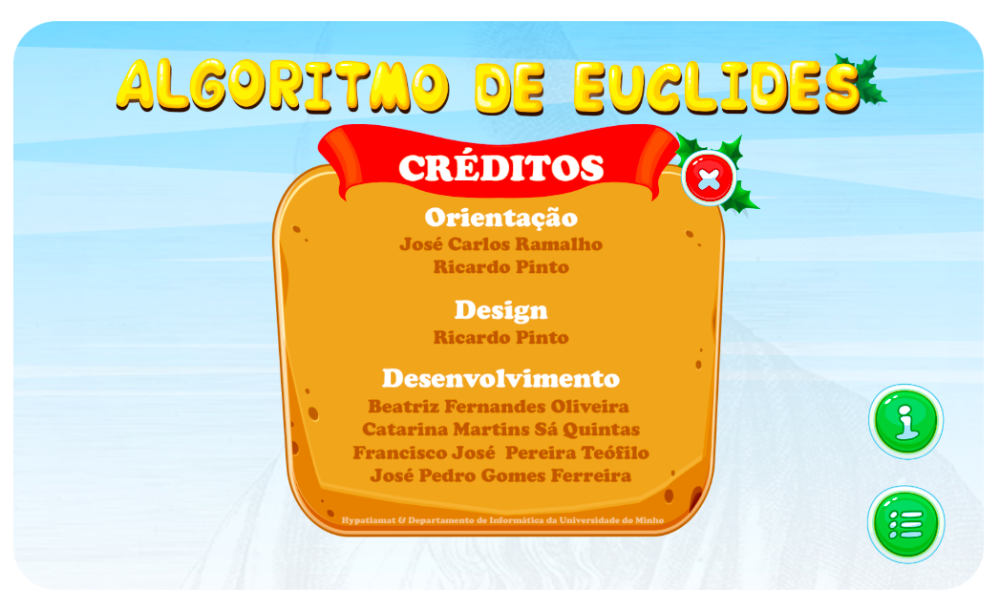 ALGORITMO DE EUCLIDES
CRÉDITOS
Orientação
José Carlos Ramalho
Ricardo Pinto
Design
Ricardo Pinto
Desenvolvimento
Beatriz Fernandes Oliveira
Catarina Martins Sá Quintas
Francisco José Pereira Teófilo
José Pedro Gomes Ferreira
Hypatiamat & Departamento de Informática da Universidade do Minho